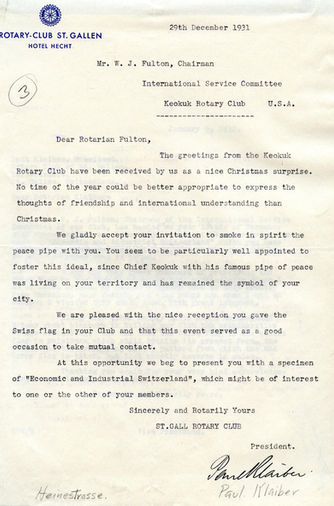 ROTARY-CLUB ST. GALLEN
HOTEL HECHT
29th December 1931
Mr. W. J. Fulton, Chairman
International Service Committee
Keokuk Rotary Club U.S.A.
3
Dear Rotarian Fulton,
The greetings from the Keokuk
Rotary Club have been received by us as a nice Christmas surprise.
No time of the year could be better appropriate to express the
thoughts of friendship and international understanding than
Christmas.
We gladly accept your invitation to smoke in spirit the
peace pipe with you. You seem to be particularly well appointed to
foster this ideal, since Chief Keokuk with his famous pipe of peace
was living on your territory and has remained the symbol of your
city.
We are pleased with the nice reception you gave the
Swiss flag in your Club and that this event served as a good
occasion to take mutual contact.
At this opportunity we beg to present you with a specimen
of "Economic and Industrial Switzerland", which might be of interest
to one or the other of your members.
Sincerely and Rotarily Yours
ST.GALL ROTARY CLUB
President.
Paul Klaiber.
Heinestrasse. Paul Klaiber